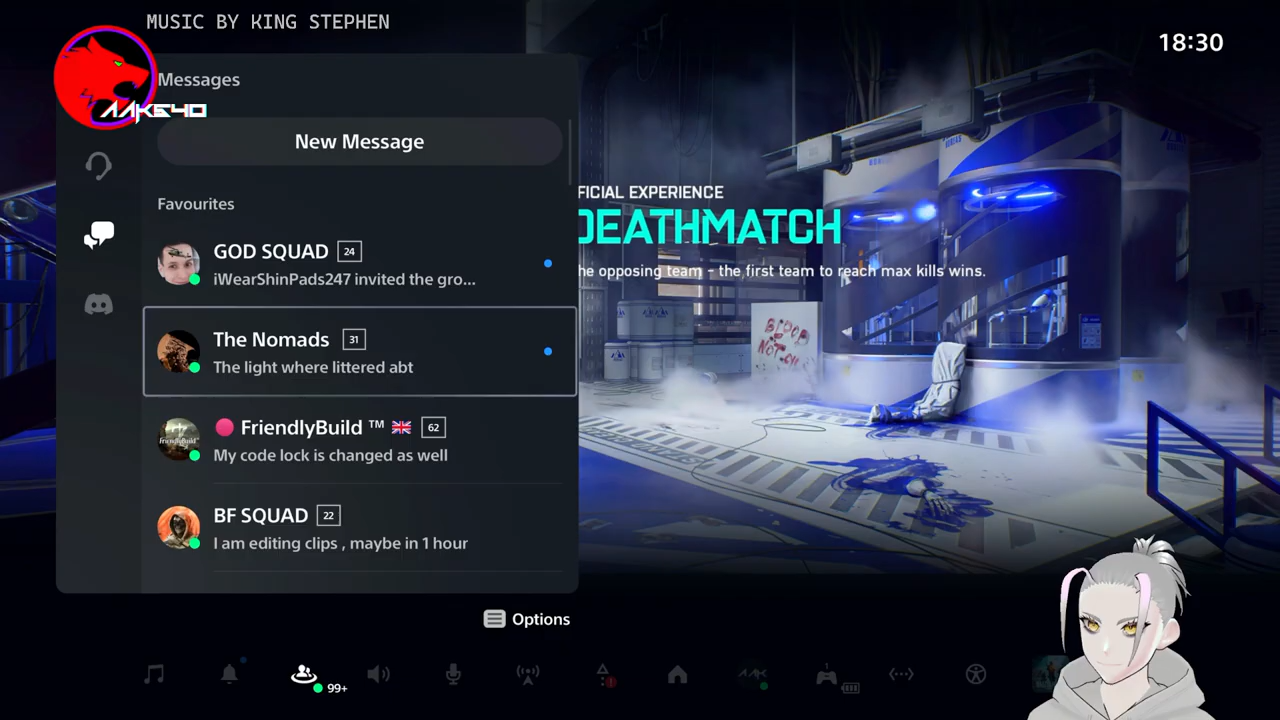 MUSIC BY KING STEPHEN
18:30
Messages
AAK640
New Message
Favourites
GOD SQUAD 24
iWearShinPads247 invited the gro...
The Nomads 31
The light where littered abt
FriendlyBuild ™ 62
My code lock is changed as well
BF SQUAD 22
I am editing clips , maybe in 1 hour
FICIAL EXPERIENCE
DEATHMATCH
he opposing team - the first team to reach max kills wins.
BLOOD
NOT
Options
99+